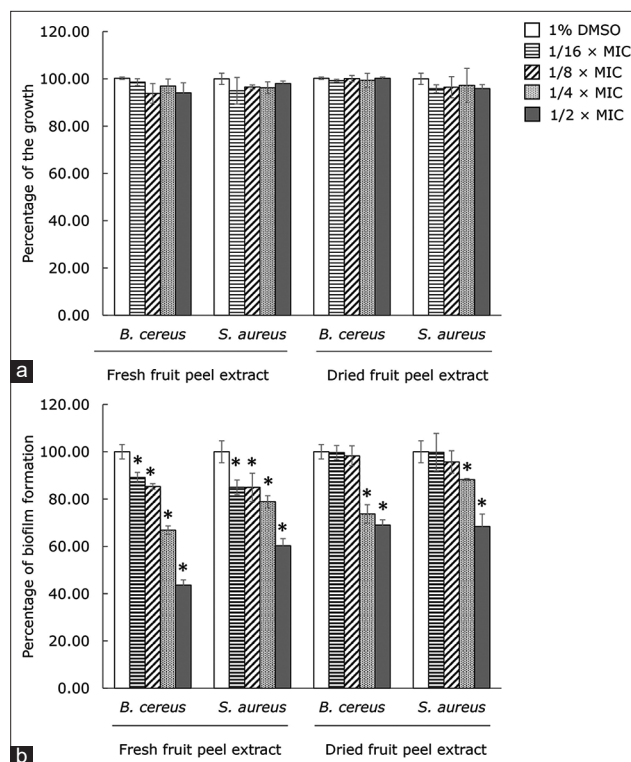 1% DMSO
1/16 × MIC
1/8 × MIC
1/4 × MIC
1/2 × MIC
Percentage of the growth
120.00
100.00
80.00
60.00
40.00
20.00
0.00
B. cereus S. aureus B. cereus S. aureus
Fresh fruit peel extract Dried fruit peel extract
a
Percentage of biofilm formation
120.00
100.00
80.00
60.00
40.00
20.00
0.00
* * * * * * * * * * * *
B. cereus S. aureus B. cereus S. aureus
Fresh fruit peel extract Dried fruit peel extract
b